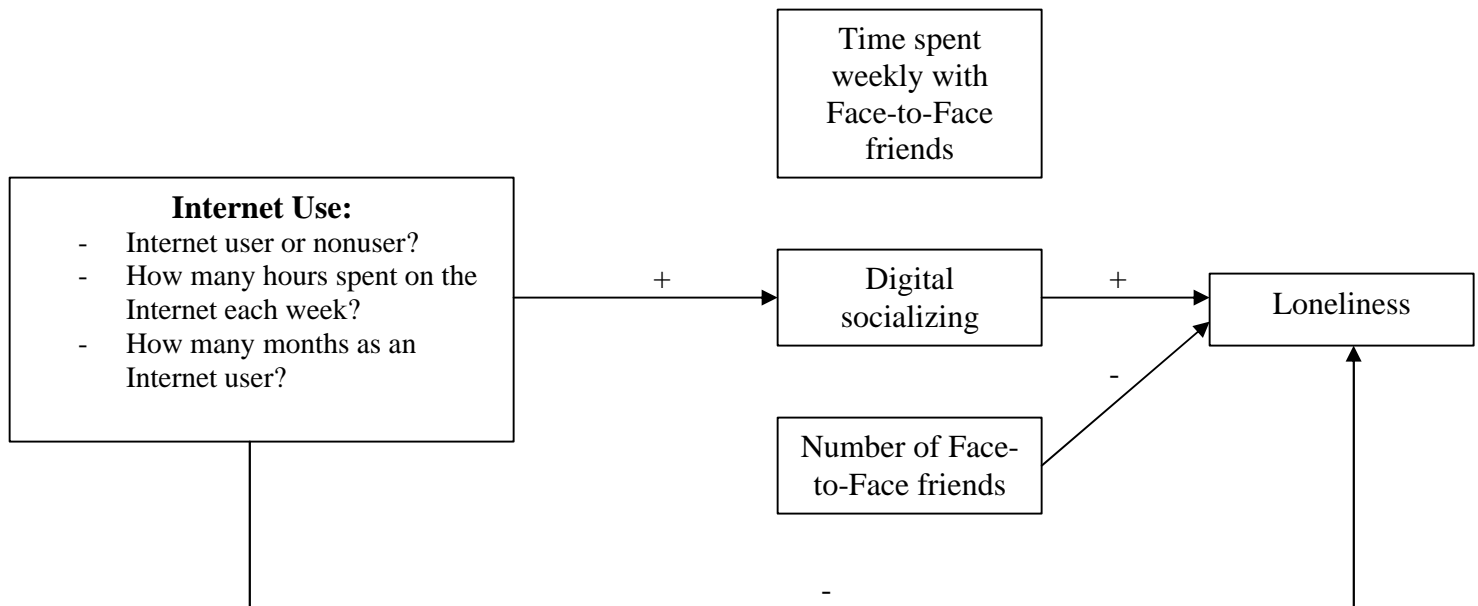 Time spent
weekly with
Face-to-Face
friends
Internet Use:
- Internet user or nonuser?
- How many hours spent on the
Internet each week?
- How many months as an
Internet user?
+
Digital
socializing
+
Loneliness
-
Number of Face-
to-Face friends
-